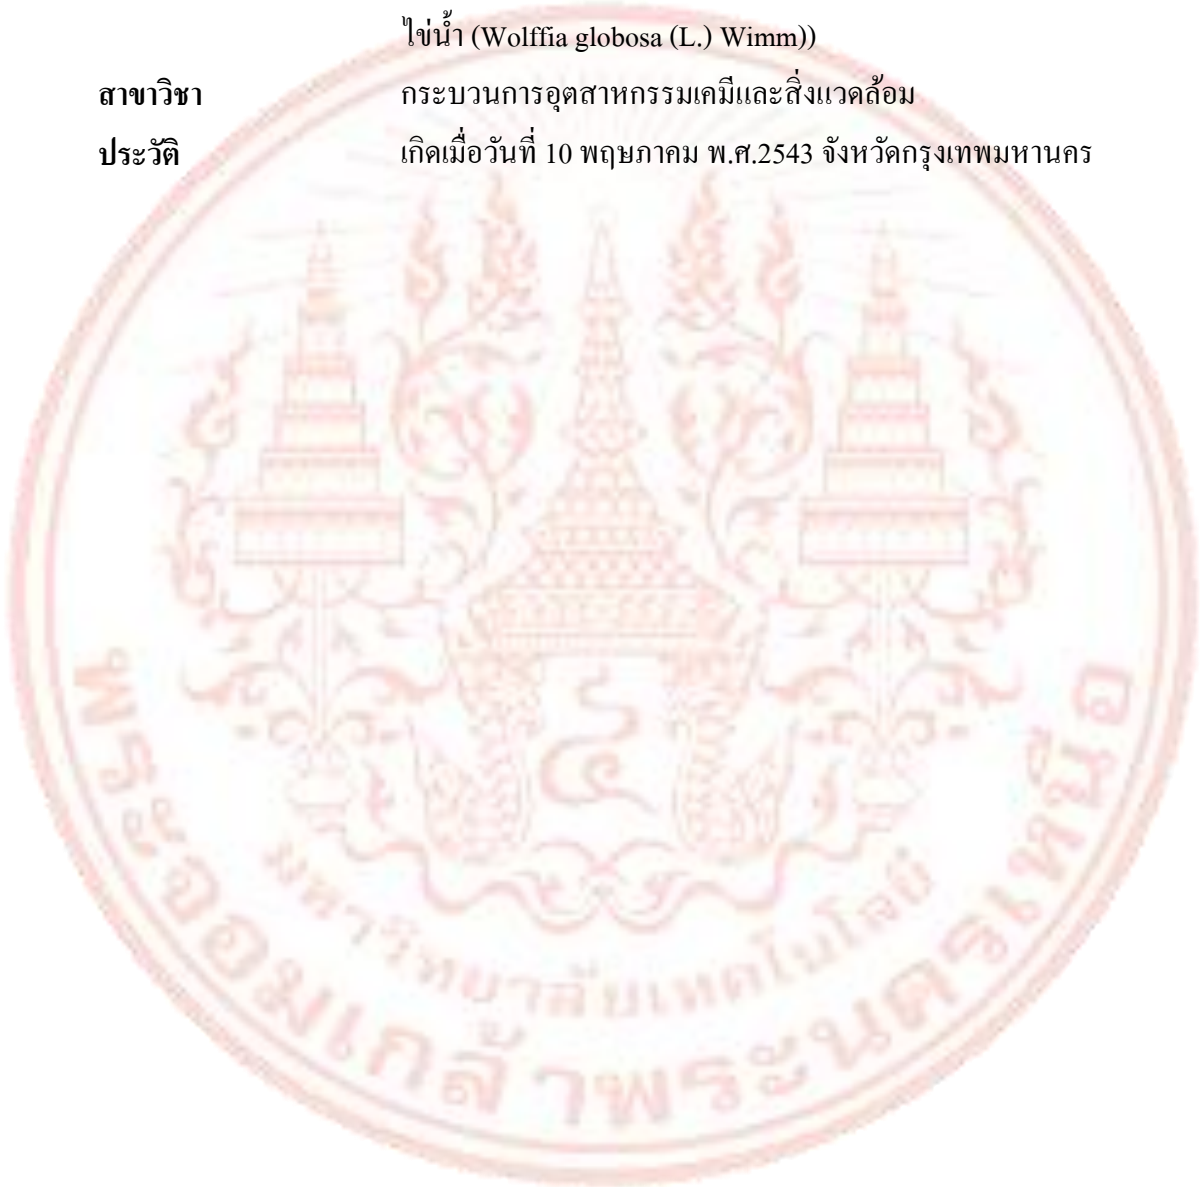 ไข่น้ำ (Wolffia globosa (L.) Wimm))
สาขาวิชา กระบวนการอุตสาหกรรมเคมีและสิ่งแวดล้อม
ประวัติ เกิดเมื่อวันที่ 10 พฤษภาคม พ.ศ.2543 จังหวัดกรุงเทพมหานคร
มหาวิทยาลัยเทคโนโลยี
พระจอมเกล้าพระนครเหนือ